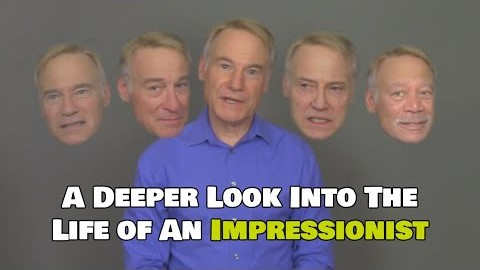 A Deeper Look Into The
Life of An Impressionist